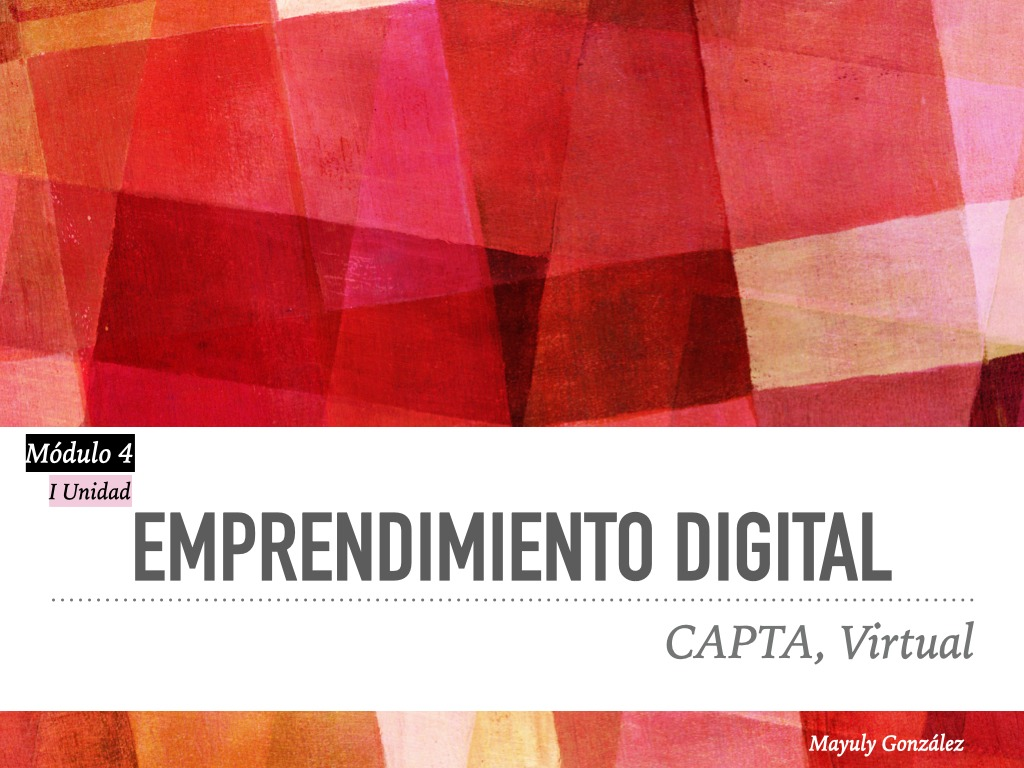 Módulo 4
I Unidad
EMPRENDIMIENTO DIGITAL
CAPTA, Virtual
Mayuly González